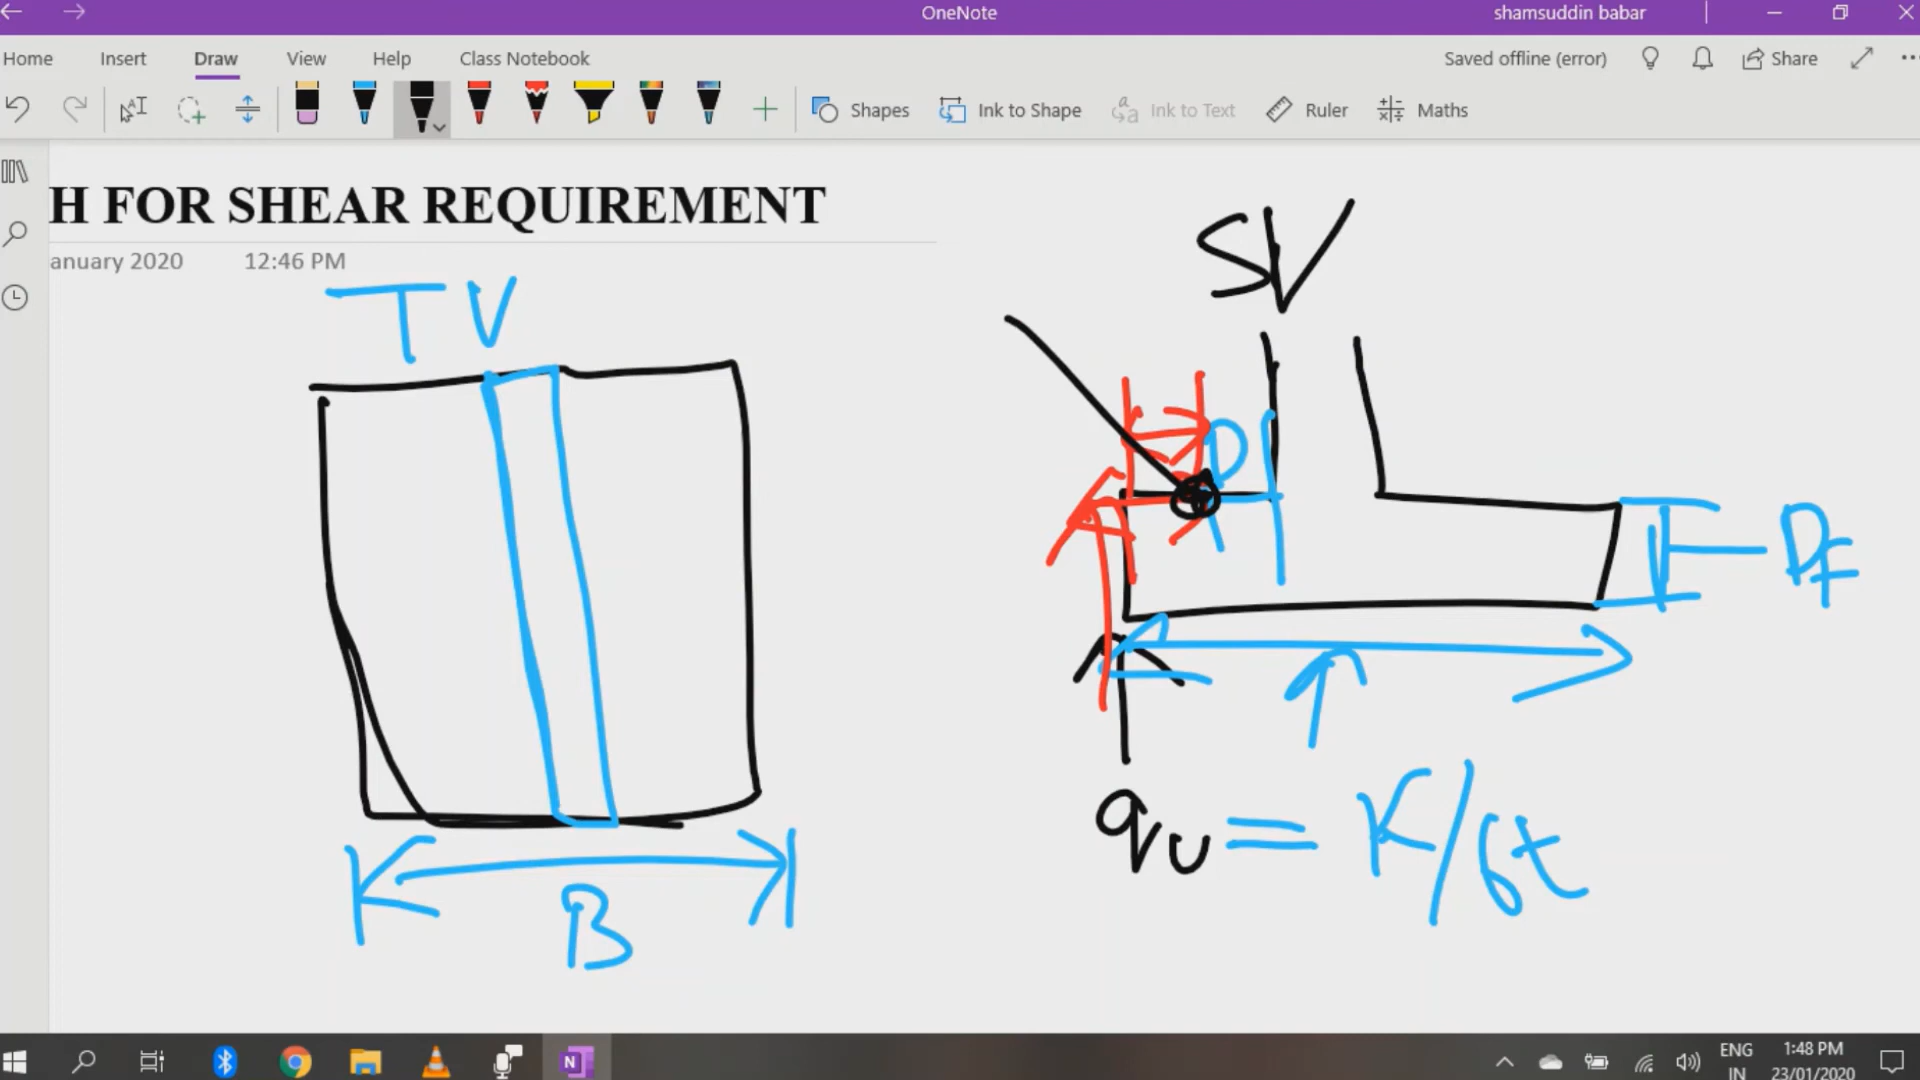 OneNote
shamsuddin babar
Home Insert Draw View Help Class Notebook
Saved offline (error) Share
Shapes Ink to Shape Ink to Text Ruler Maths
H FOR SHEAR REQUIREMENT
anuary 2020 12:46 PM
TV
SV
D
DF
B
qu = K/ft
ENG
IN
1:48 PM
23/01/2020